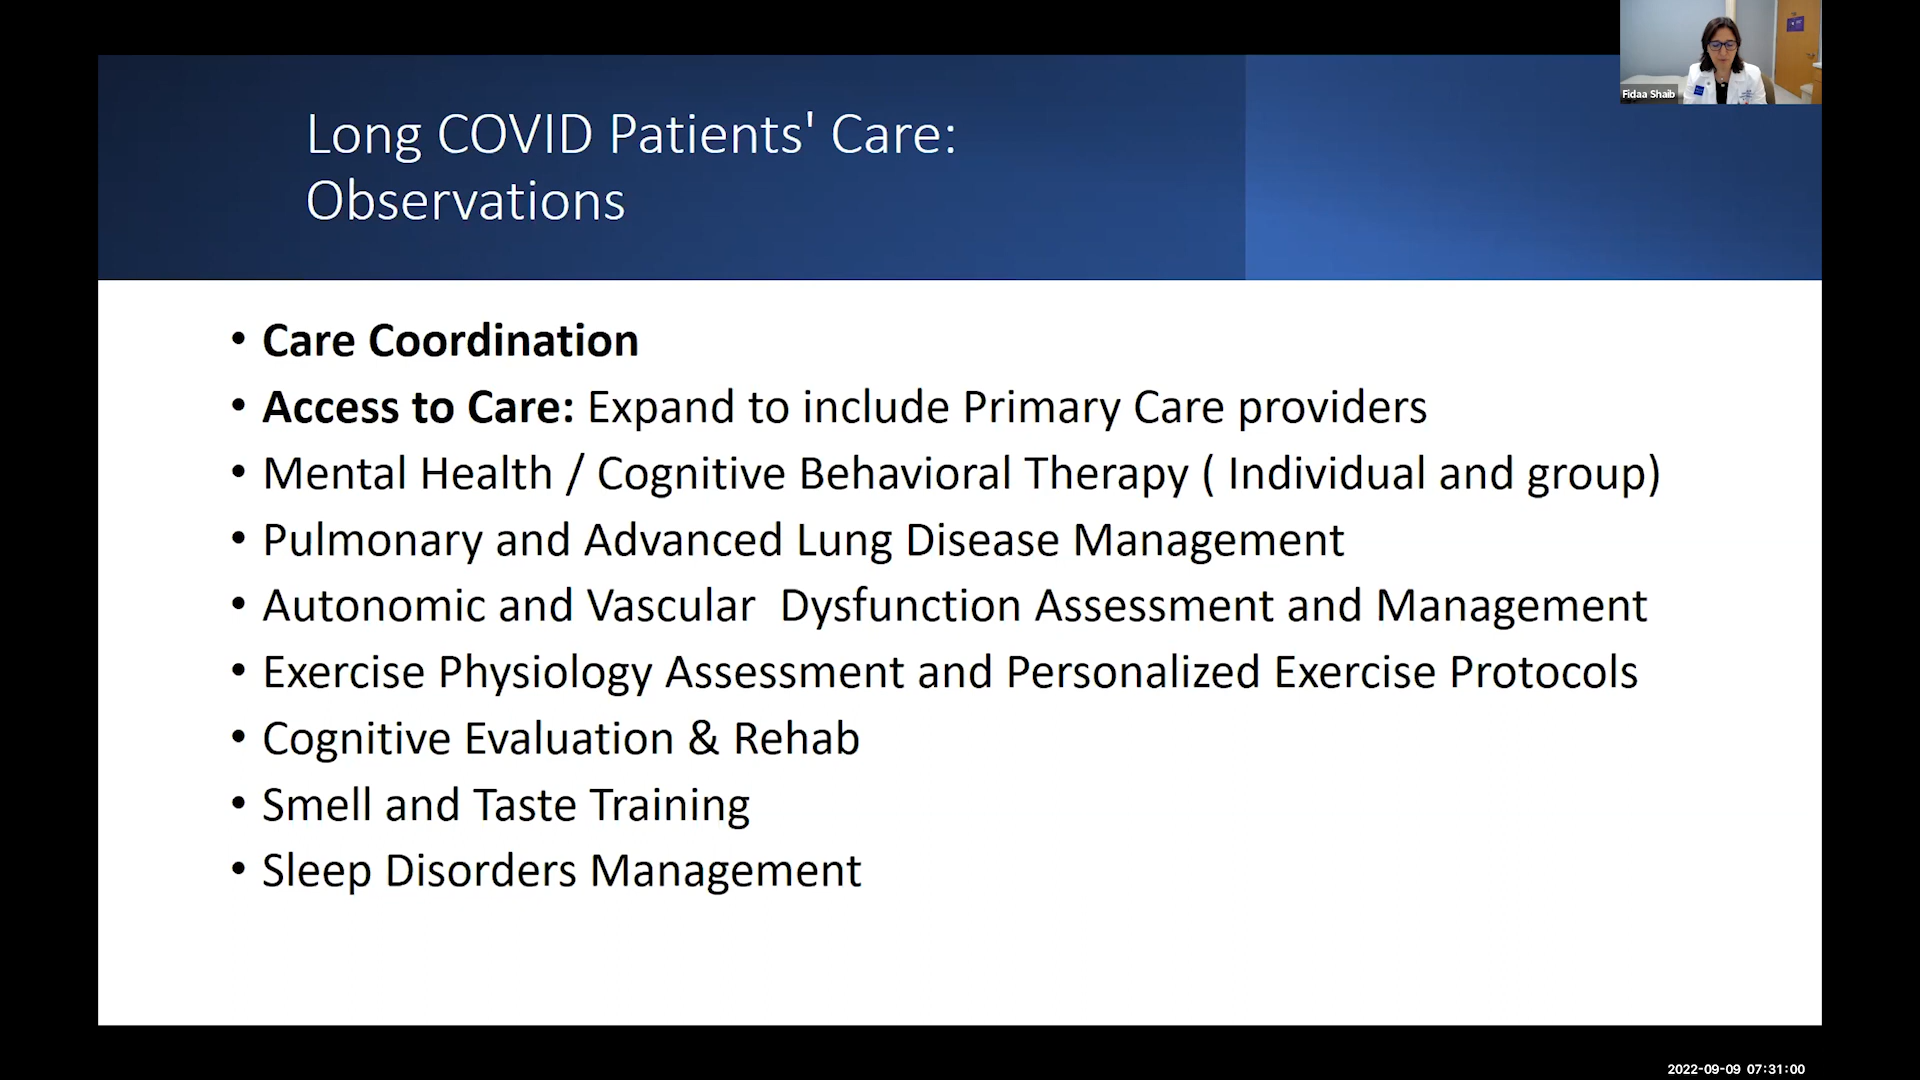 Fidaa Shaib
Long COVID Patients' Care:
Observations
• Care Coordination
• Access to Care: Expand to include Primary Care providers
• Mental Health / Cognitive Behavioral Therapy ( Individual and group)
• Pulmonary and Advanced Lung Disease Management
• Autonomic and Vascular  Dysfunction Assessment and Management
• Exercise Physiology Assessment and Personalized Exercise Protocols
• Cognitive Evaluation & Rehab
• Smell and Taste Training
• Sleep Disorders Management
2022-09-09 07:31:00